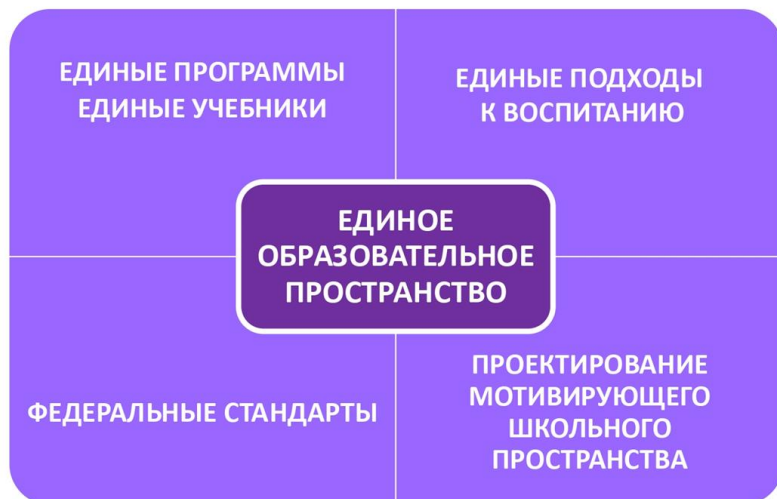 ЕДИНЫЕ ПРОГРАММЫ
ЕДИНЫЕ УЧЕБНИКИ
ЕДИНЫЕ ПОДХОДЫ
К ВОСПИТАНИЮ
ЕДИНОЕ
ОБРАЗОВАТЕЛЬНОЕ
ПРОСТРАНСТВО
ФЕДЕРАЛЬНЫЕ СТАНДАРТЫ
ПРОЕКТИРОВАНИЕ
МОТИВИРУЮЩЕГО
ШКОЛЬНОГО
ПРОСТРАНСТВА